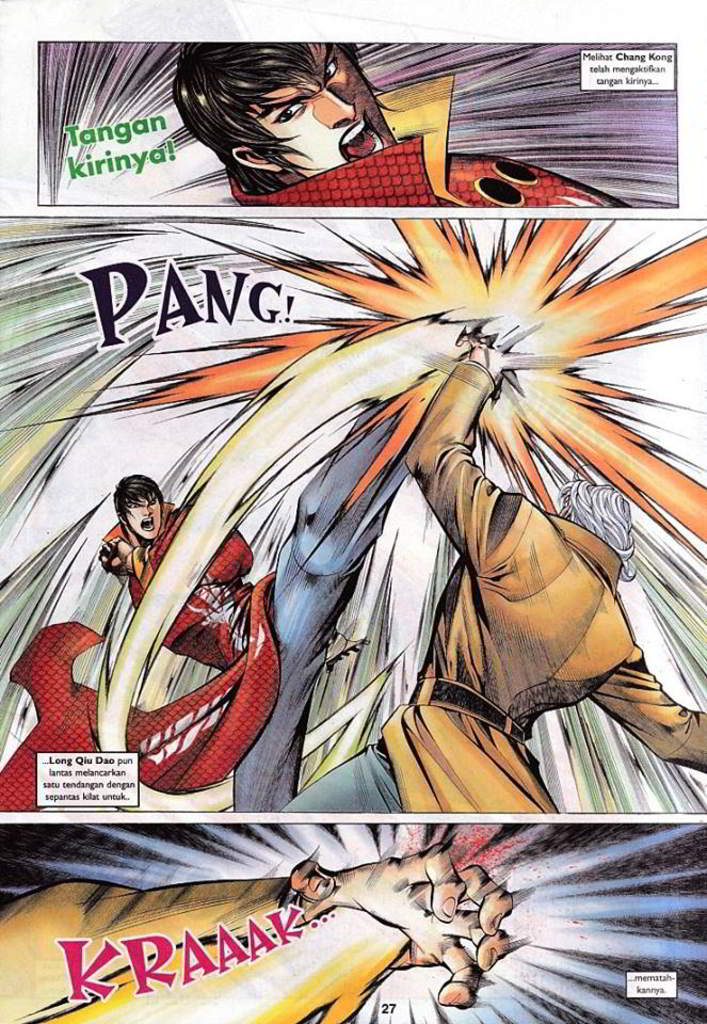 Melihat Chang Kong
telah mengaktifkan
tangan kirinya...
Tangan
kirinya!
PANG!
...Long Qiu Dao pun
lantas melancarkan
satu tendangan dengan
sepantas kilat untuk..
KRAAAK...
...mematah-
kannya.
27